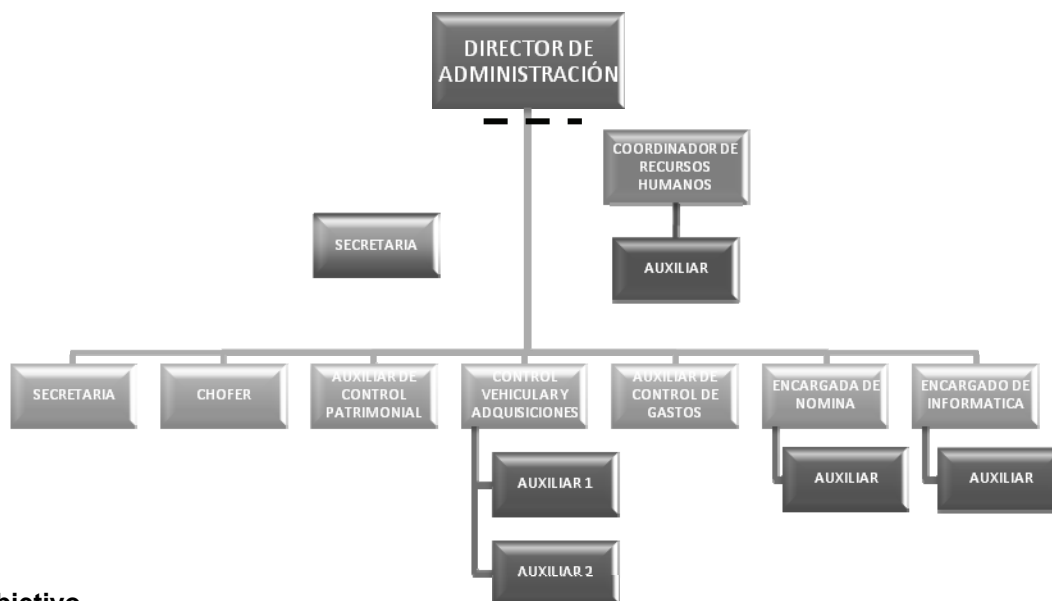 DIRECTOR DE
ADMINISTRACIÓN
COORDINADOR DE
RECURSOS
HUMANOS
SECRETARIA
AUXILIAR
SECRETARIA
CHOFER
AUXILIAR DE
CONTROL
PATRIMONIAL
CONTROL
VEHICULAR Y
ADQUISICIONES
AUXILIAR DE
CONTROL DE
GASTOS
ENCARGADA DE
NOMINA
ENCARGADO DE
INFORMATICA
AUXILIAR 1
AUXILIAR
AUXILIAR
AUXILIAR 2